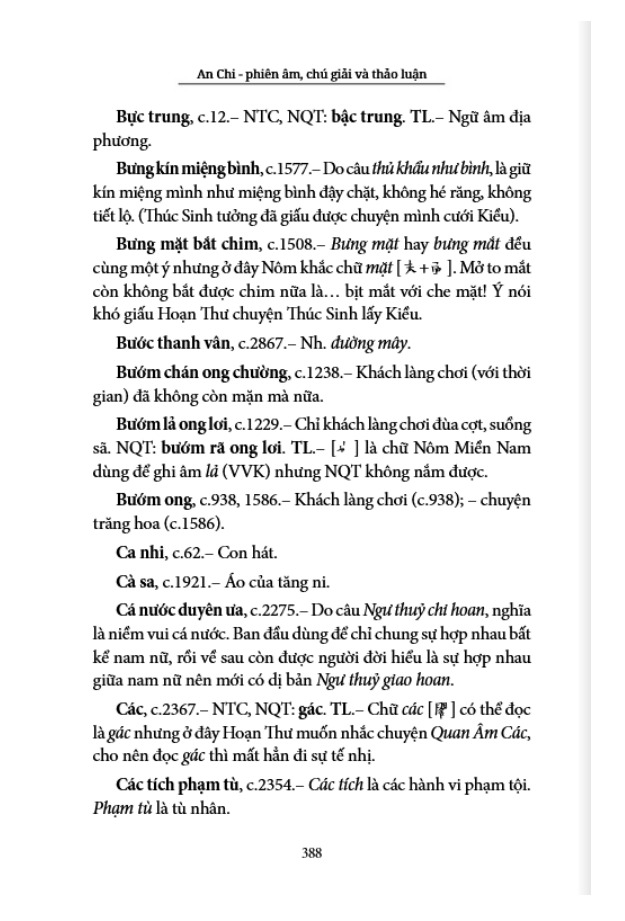 An Chi - phiên âm, chú giải và thảo luận
Bực trung, c.12.– NTC, NQT: bậc trung. TL.– Ngữ âm địa
phương.
Bưng kín miệng bình, c.1577.– Do câu thủ khẩu như bình, là giữ
kín miệng mình như miệng bình đậy chặt, không hé răng, không
tiết lộ. (Thúc Sinh tưởng đã giấu được chuyện mình cưới Kiều).
Bưng mặt bắt chim, c.1508.– Bưng mặt hay bưng mắt đều
cùng một ý nhưng ở đây Nôm khắc chữ mặt [ + ]. Mở to mắt
còn không bắt được chim nữa là… bịt mắt với che mặt! Ý nói
khó giấu Hoạn Thư chuyện Thúc Sinh lấy Kiều.
Bước thanh vân, c.2867.– Nh. đường mây.
Bướm chán ong chường, c.1238.– Khách làng chơi (với thời
gian) đã không còn mặn mà nữa.
Bướm lả ong lơi, c.1229.– Chỉ khách làng chơi đùa cợt, suồng
sã. NQT: bướm rã ong lơi. TL.– [ ] là chữ Nôm Miền Nam
dùng để ghi âm lả (VVK) nhưng NQT không nắm được.
Bướm ong, c.938, 1586.– Khách làng chơi (c.938); – chuyện
trăng hoa (c.1586).
Ca nhi, c.62.– Con hát.
Cà sa, c.1921.– Áo của tăng ni.
Cá nước duyên ưa, c.2275.– Do câu Ngư thuỷ chi hoan, nghĩa
là niềm vui cá nước. Ban đầu dùng để chỉ chung sự hợp nhau bất
kể nam nữ, rồi về sau còn được người đời hiểu là sự hợp nhau
giữa nam nữ nên mới có dị bản Ngư thuỷ giao hoan.
Các, c.2367.– NTC, NQT: gác. TL.– Chữ các [ ] có thể đọc
là gác nhưng ở đây Hoạn Thư muốn nhắc chuyện Quan Âm Các,
cho nên đọc gác thì mất hẳn đi sự tế nhị.
Các tích phạm tù, c.2354.– Các tích là các hành vi phạm tội.
Phạm tù là tù nhân.
388